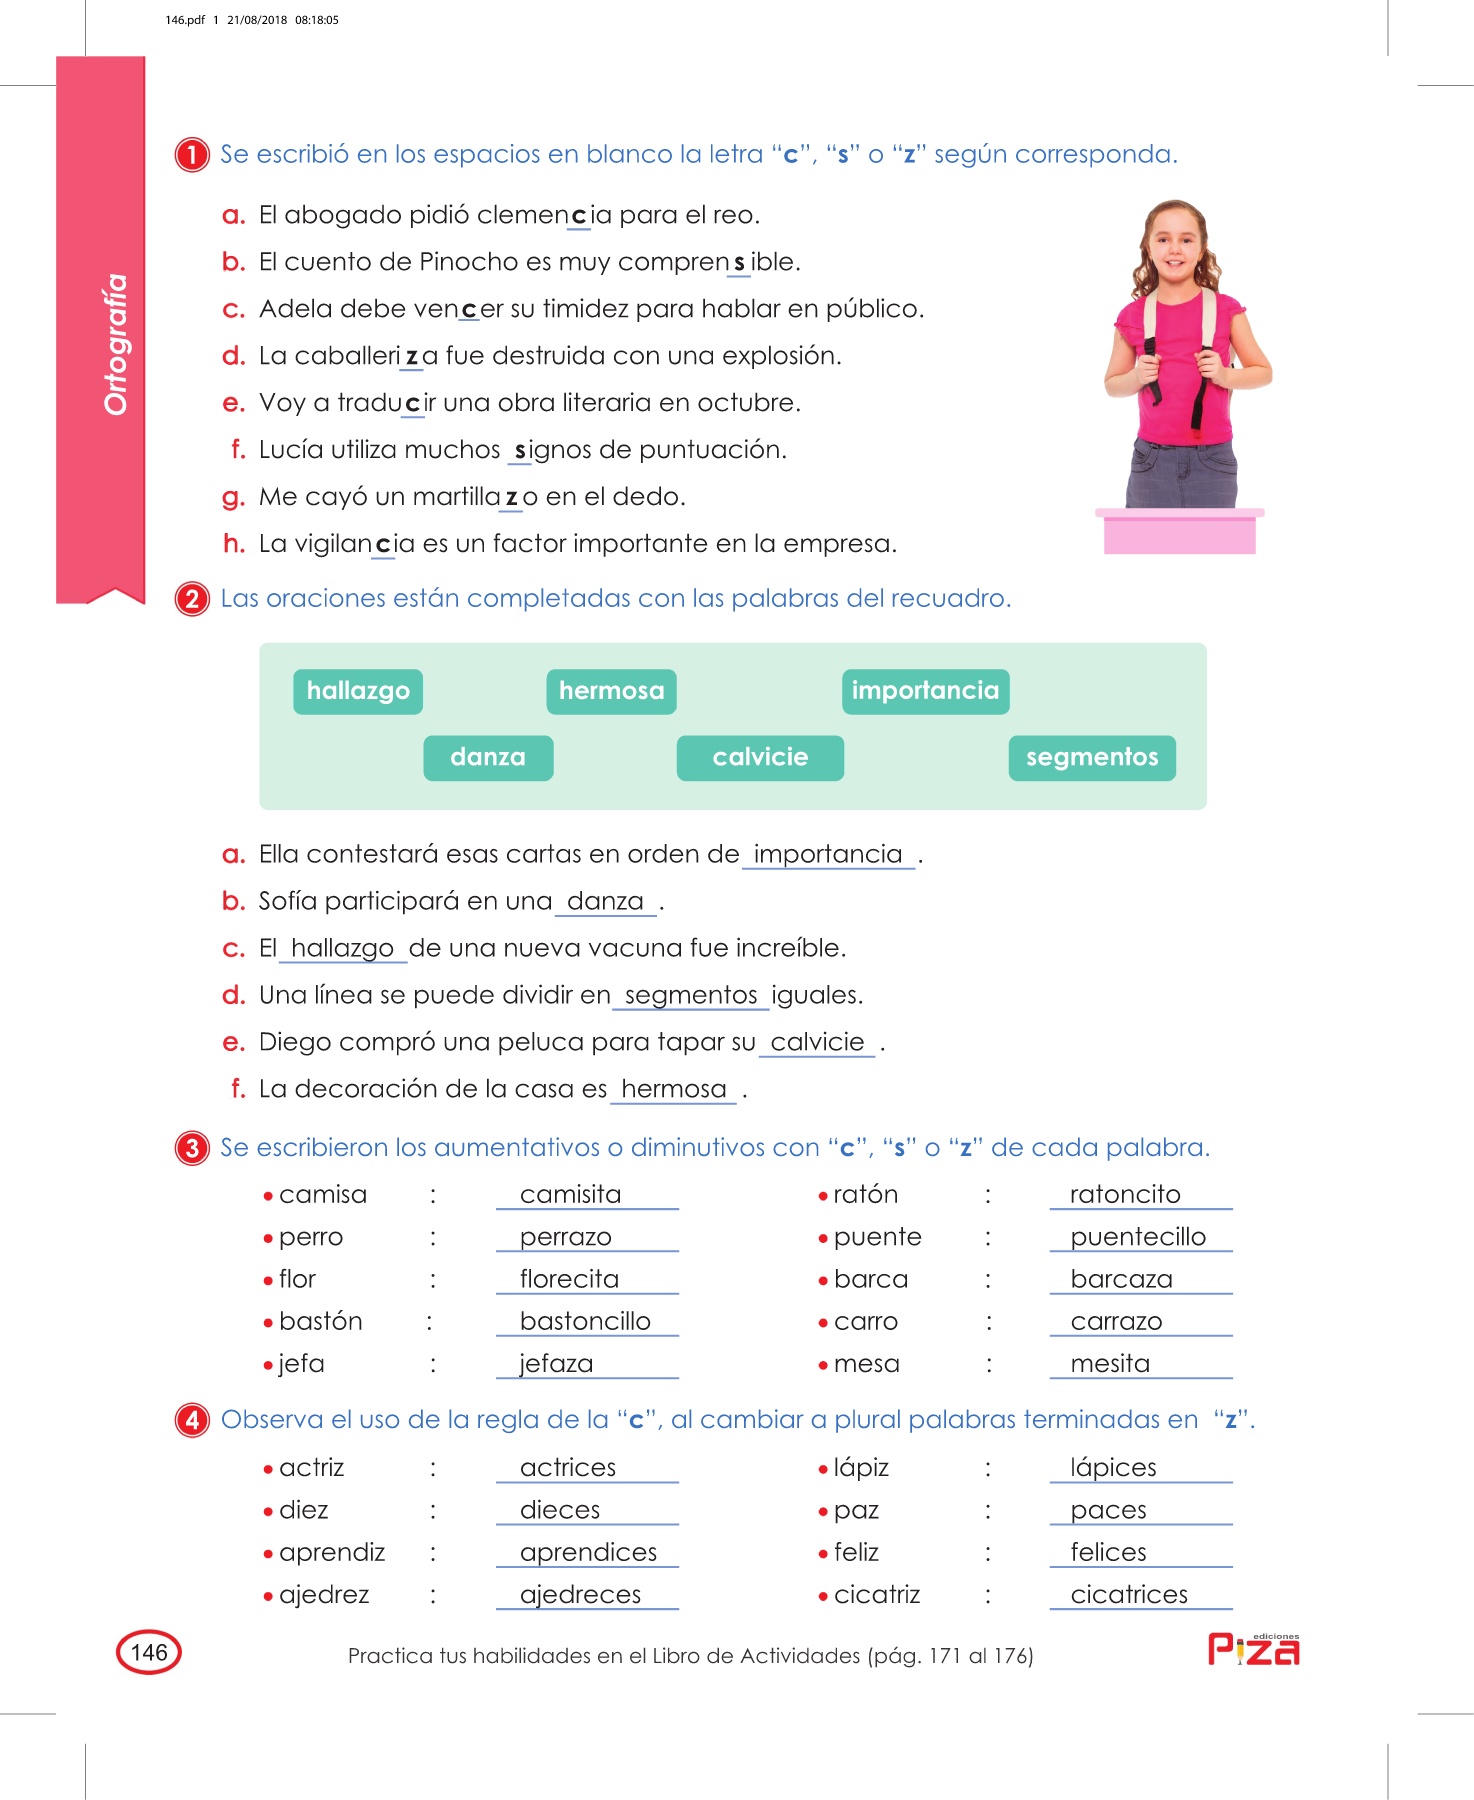 146.pdf 1 21/08/2018 08:18:05
Ortografía
1 Se escribió en los espacios en blanco la letra “c”, “s” o “z” según corresponda.
a. El abogado pidió clemencia para el reo.
b. El cuento de Pinocho es muy comprensible.
c. Adela debe vencer su timidez para hablar en público.
d. La caballeriza fue destruida con una explosión.
e. Voy a traducir una obra literaria en octubre.
f. Lucía utiliza muchos signos de puntuación.
g. Me cayó un martillazo en el dedo.
h. La vigilancia es un factor importante en la empresa.
2 Las oraciones están completadas con las palabras del recuadro.
hallazgo hermosa importancia
danza calvicie segmentos
a. Ella contestará esas cartas en orden de importancia .
b. Sofía participará en una danza .
c. El hallazgo de una nueva vacuna fue increíble.
d. Una línea se puede dividir en segmentos iguales.
e. Diego compró una peluca para tapar su calvicie .
f. La decoración de la casa es hermosa .
3 Se escribieron los aumentativos o diminutivos con “c”, “s” o “z” de cada palabra.
• camisa : camisita • ratón : ratoncito
• perro : perrazo • puente : puentecillo
• flor : florecita • barca : barcaza
• bastón : bastoncillo • carro : carrazo
• jefa : jefaza • mesa : mesita
4 Observa el uso de la regla de la “c”, al cambiar a plural palabras terminadas en “z”.
• actriz : actrices • lápiz : lápices
• diez : dieces • paz : paces
• aprendiz : aprendices • feliz : felices
• ajedrez : ajedreces • cicatriz : cicatrices
146 Practica tus habilidades en el Libro de Actividades (pág. 171 al 176)
ediciones
Piza